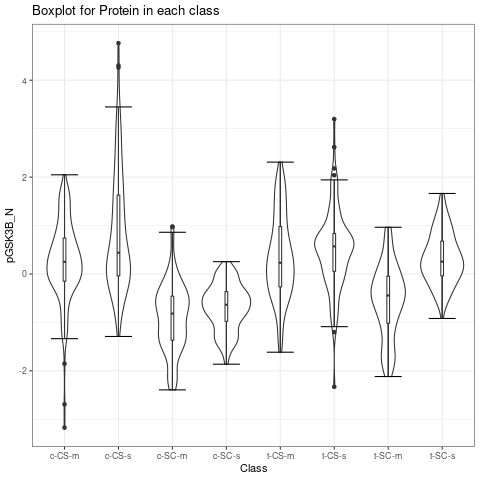 Boxplot for Protein in each class
pGSK3B_N
4
2
0
-2
c-CS-m c-CS-s c-SC-m c-SC-s t-CS-m t-CS-s t-SC-m t-SC-s
Class